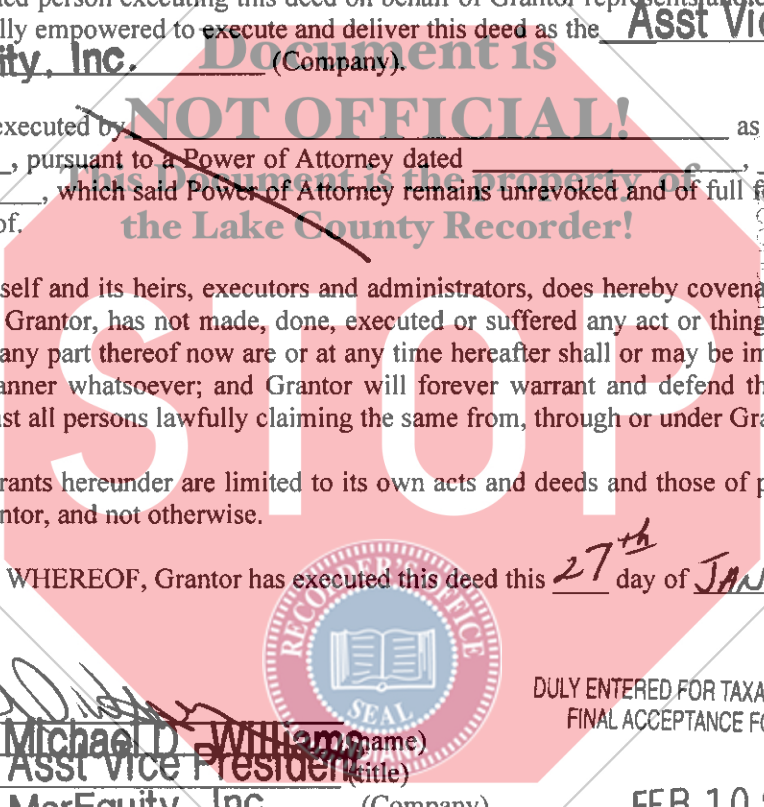 person executing this deed on behalf of Grantor represents
lly empowered to execute and deliver this deed as the Asst Vic
ity, Inc. (Company).
Document is
NOT OFFICIAL!
This Document is the property of
the Lake County Recorder!
executed by as
, pursuant to a Power of Attorney dated ,
, which said Power of Attorney remains unrevoked and of full f
of.
self and its heirs, executors and administrators, does hereby covena
Grantor, has not made, done, executed or suffered any act or thing
any part thereof now are or at any time hereafter shall or may be im
anner whatsoever; and Grantor will forever warrant and defend th
st all persons lawfully claiming the same from, through or under Gra
STOP
rants hereunder are limited to its own acts and deeds and those of p
ntor, and not otherwise.
WHEREOF, Grantor has executed this deed this 27th day of JAN
RECORDER'S OFFICE
SEAL
INDIANA
DULY ENTERED FOR TAXA
FINAL ACCEPTANCE FO
Michael D. Williams (name)
Asst Vice President (title)
MorEquity, Inc. (Company)
FEB 10